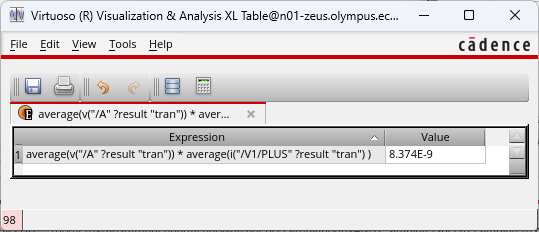 Virtuoso (R) Visualization & Analysis XL Table@n01-zeus.olympus.ec...
File Edit View Tools Help cādence
average(v("/A" ?result "tran")) * aver...
Expression Value
1 average(v("/A" ?result "tran")) * average(i("/V1/PLUS" ?result "tran") ) 8.374E-9
98